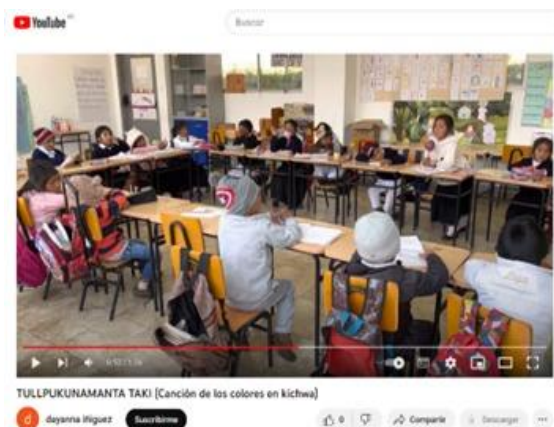 YouTube
Buscar
TULLPUKUNAMANTA TAKI (Canción de los colores en kichwa)
d
dayanna iñiguez
Suscribirme
0
Compartir
Descargar